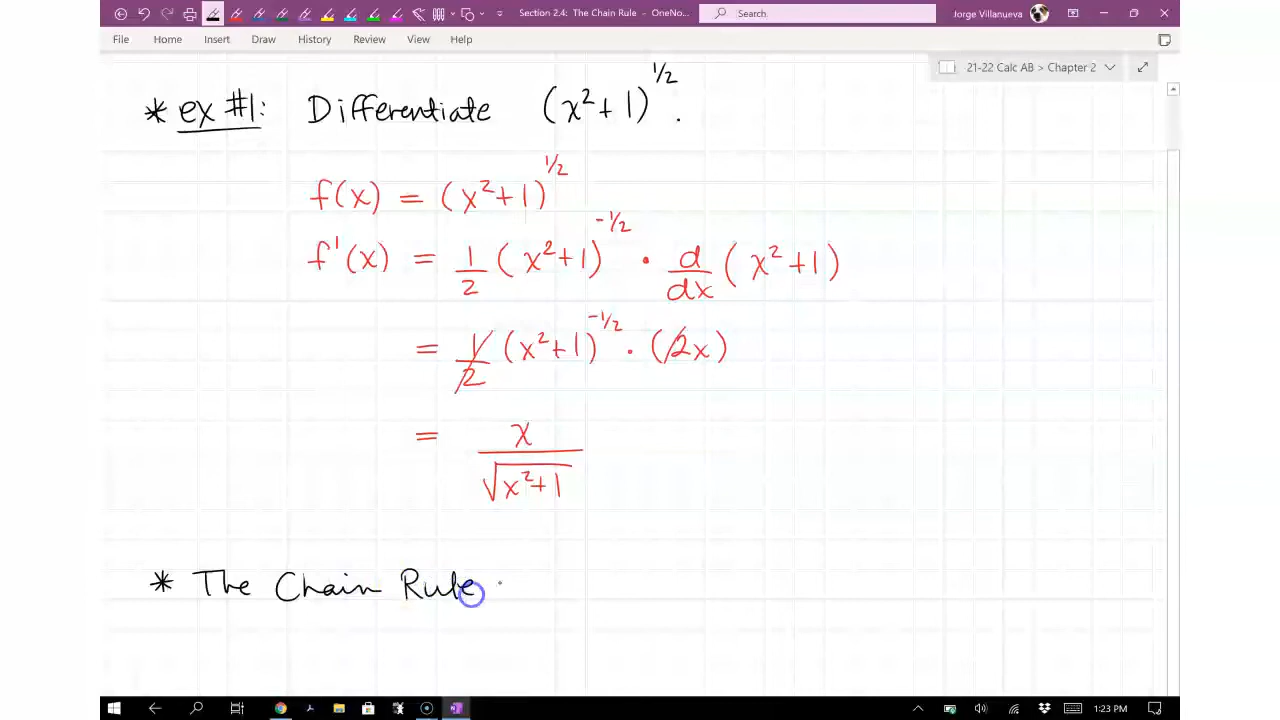 Section 2.4: The Chain Rule – OneNo...
Search
Jorge Villanueva
File Home Insert Draw History Review View Help
21-22 Calc AB > Chapter 2
* ex #1: Differentiate (x²+1)^{1/2}.
f(x) = (x²+1)^{1/2}
f'(x) = 1/2 (x²+1)^{-1/2} · d/dx (x²+1)
= 1/2 (x²+1)^{-1/2} · (2x)
= x/√(x²+1)
* The Chain Rule
1:23 PM